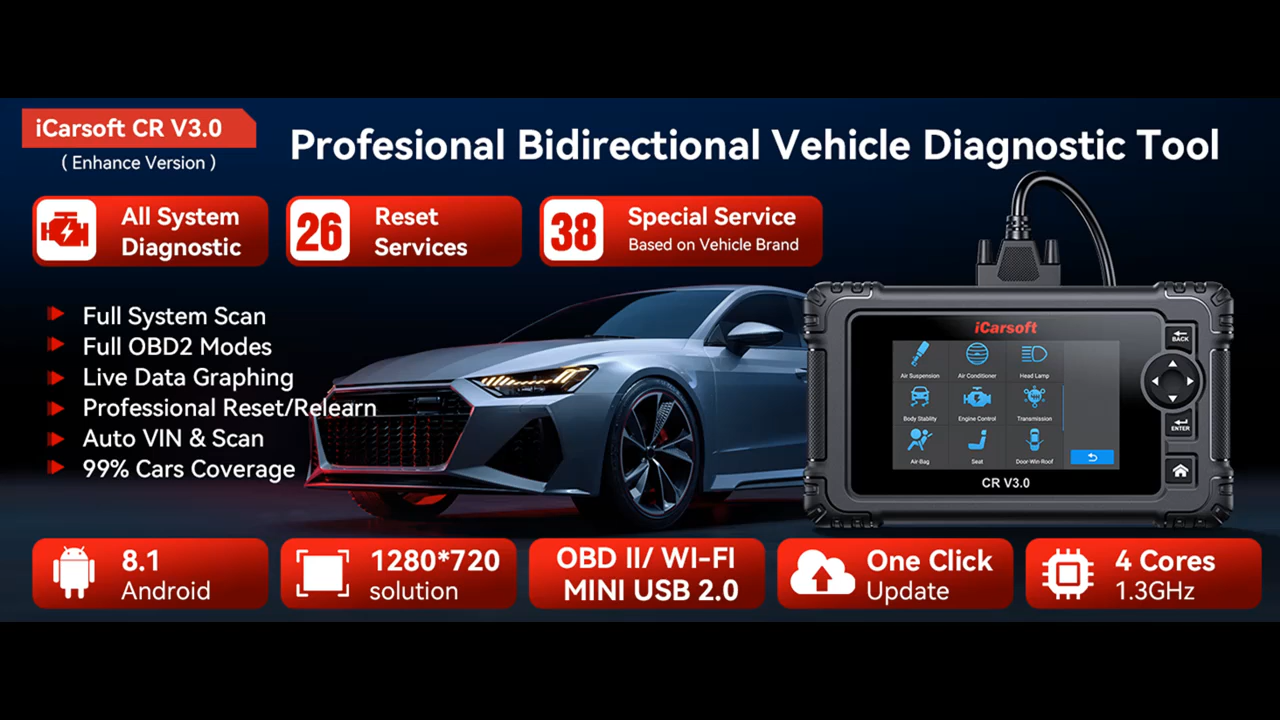 iCarsoft CR V3.0
( Enhance Version )
Profesional Bidirectional Vehicle Diagnostic Tool
All System
Diagnostic
26
Reset
Services
38
Special Service
Based on Vehicle Brand
Full System Scan
Full OBD2 Modes
Live Data Graphing
Professional Reset/Relearn
Auto VIN & Scan
99% Cars Coverage
iCarsoft
Air Suspension
Air Conditioner
Head Lamp
Body Stablity
Engine Control
Transmission
Air-Bag
Seat
Door-Win-Roof
BACK
ENTER
CR V3.0
8.1
Android
1280*720
solution
OBD II/ WI-FI
MINI USB 2.0
One Click
Update
4 Cores
1.3GHz